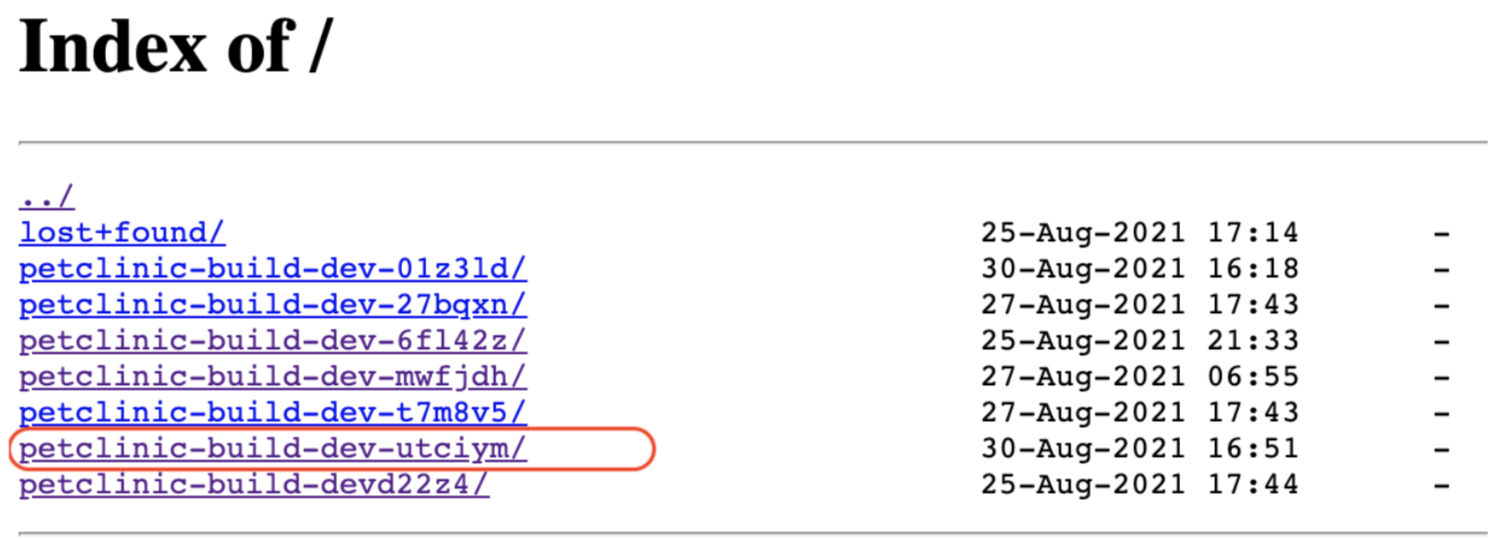 Index of /
../
lost+found/ 25-Aug-2021 17:14 -
petclinic-build-dev-01z3ld/ 30-Aug-2021 16:18 -
petclinic-build-dev-27bqxn/ 27-Aug-2021 17:43 -
petclinic-build-dev-6fl42z/ 25-Aug-2021 21:33 -
petclinic-build-dev-mwfjdh/ 27-Aug-2021 06:55 -
petclinic-build-dev-t7m8v5/ 27-Aug-2021 17:43 -
petclinic-build-dev-utciym/ 30-Aug-2021 16:51 -
petclinic-build-devd22z4/ 25-Aug-2021 17:44 -